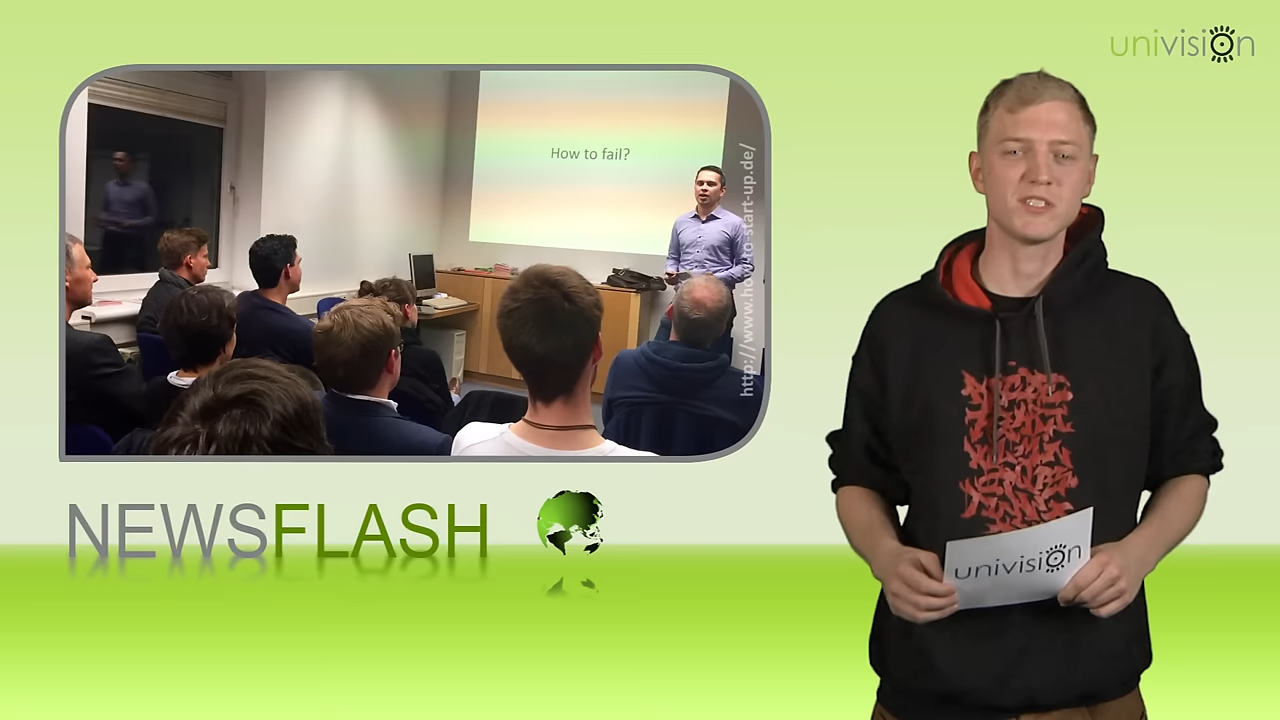 univision
How to fail?
http://www.how-to-start-up.de/
NEWSFLASH
univision